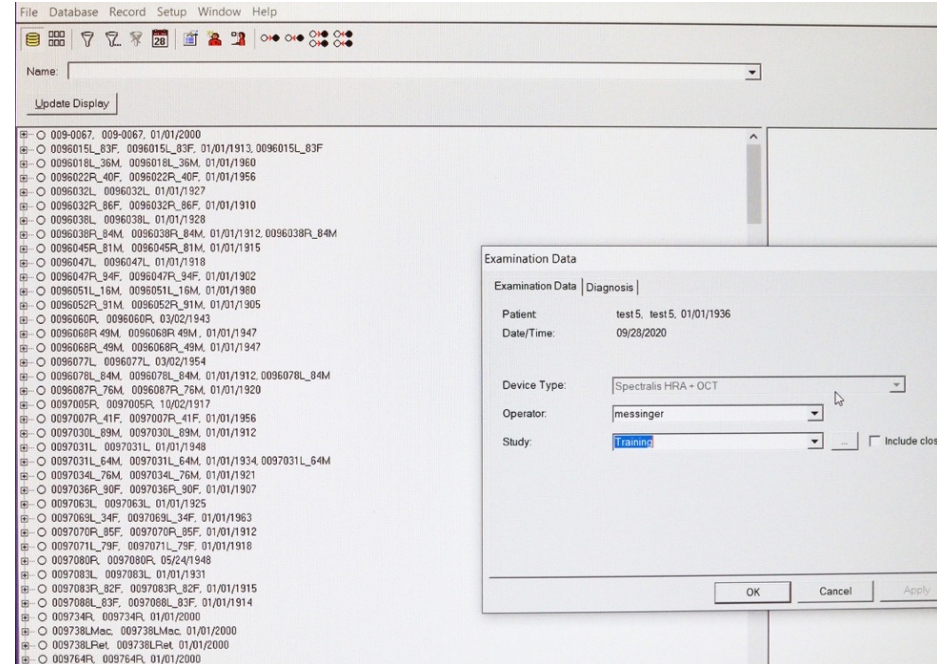 File Database Record Setup Window Help
28
Name:
Update Display
009-0067, 009-0067, 01/01/2000
0096015L_83F, 0096015L_83F, 01/01/1913, 0096015L_83F
0096018L_36M, 0096018L_36M, 01/01/1960
0096022R_40F, 0096022R_40F, 01/01/1956
0096032L, 0096032L, 01/01/1927
0096032R_86F, 0096032R_86F, 01/01/1910
0096038L, 0096038L, 01/01/1928
0096038R_84M, 0096038R_84M, 01/01/1912, 0096038R_84M
0096045R_81M, 0096045R_81M, 01/01/1915
0096047L, 0096047L, 01/01/1918
0096047R_94F, 0096047R_94F, 01/01/1902
0096051L_16M, 0096051L_16M, 01/01/1980
0096052R_91M, 0096052R_91M, 01/01/1905
0096060R, 0096060R, 03/02/1943
0096068R 49M, 0096068R 49M, 01/01/1947
0096068R_49M, 0096068R_49M, 01/01/1947
0096077L, 0096077L, 03/02/1954
0096078L_84M, 0096078L_84M, 01/01/1912, 0096078L_84M
0096087R_76M, 0096087R_76M, 01/01/1920
0097005R, 0097005R, 10/02/1917
0097007R_41F, 0097007R_41F, 01/01/1956
0097030L_89M, 0097030L_89M, 01/01/1912
0097031L, 0097031L, 01/01/1948
0097031L_64M, 0097031L_64M, 01/01/1934, 0097031L_64M
0097034L_76M, 0097034L_76M, 01/01/1921
0097036R_90F, 0097036R_90F, 01/01/1907
0097063L, 0097063L, 01/01/1925
0097069L_34F, 0097069L_34F, 01/01/1963
0097070R_85F, 0097070R_85F, 01/01/1912
0097071L_79F, 0097071L_79F, 01/01/1918
0097080R, 0097080R, 05/24/1948
0097083L, 0097083L, 01/01/1931
0097083R_82F, 0097083R_82F, 01/01/1915
0097088L_83F, 0097088L_83F, 01/01/1914
009734R, 009734R, 01/01/2000
009738LMac, 009738LMac, 01/01/2000
009738LRet, 009738LRet, 01/01/2000
009764R, 009764R, 01/01/2000
Examination Data
Examination Data Diagnosis
Patient: test 5, test 5, 01/01/1936
Date/Time: 09/28/2020
Device Type: Spectralis HRA + OCT
Operator: messinger
Study: Training ... Include clos
OK Cancel Apply